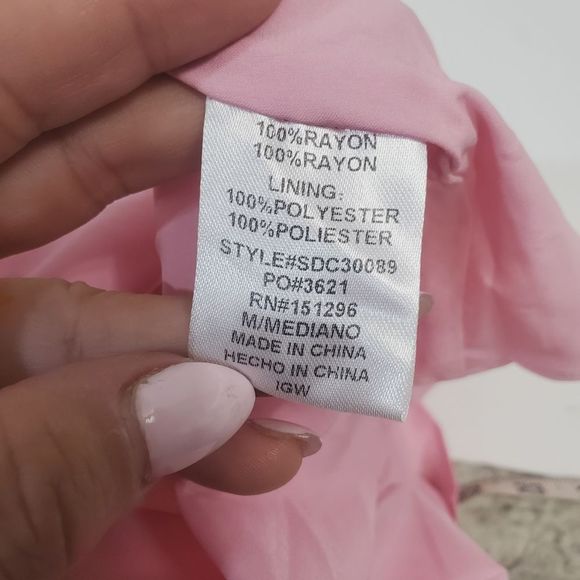 100%RAYON
100%RAYON
LINING:
100%POLYESTER
100%POLIESTER
STYLE#SDC30089
PO#3621
RN#151296
M/MEDIANO
MADE IN CHINA
HECHO IN CHINA
IGW